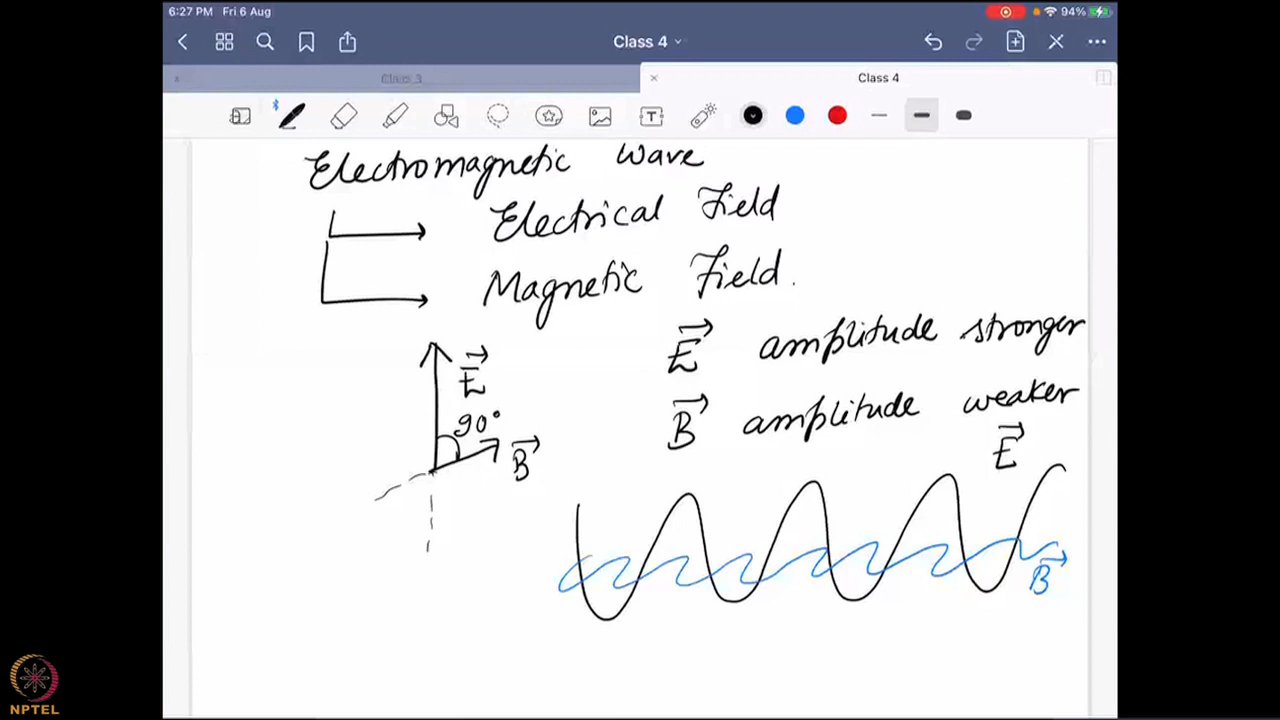 6:27 PM Fri 6 Aug
94%
Class 4
Class 3
Class 4
T
Electromagnetic Wave
Electrical Field
Magnetic Field.
E amplitude stronger
B amplitude weaker
E
90°
B
E
B
NPTEL